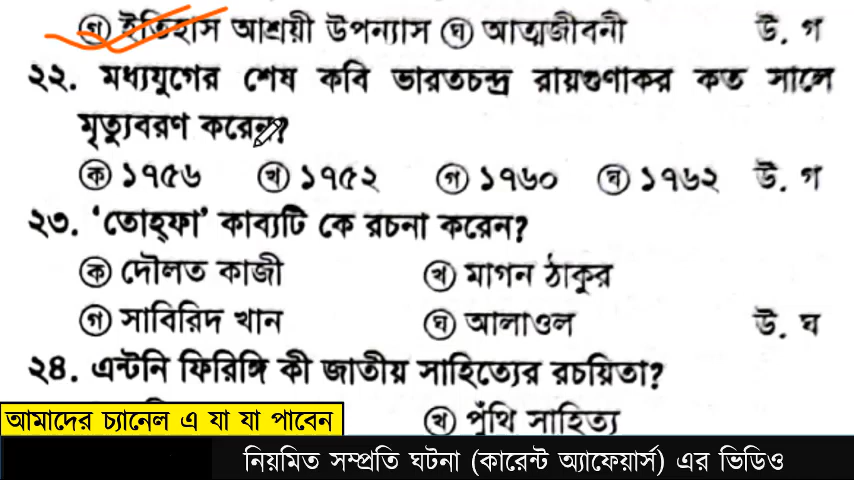 গ ইতিহাস আশ্রয়ী উপন্যাস ঘ আত্মজীবনী উ. গ
২২. মধ্যযুগের শেষ কবি ভারতচন্দ্র রায়গুণাকর কত সালে
মৃত্যুবরণ করেন?
ক ১৭৫৬ খ ১৭৫২ গ ১৭৬০ ঘ ১৭৬২ উ. গ
২৩. ‘তোহ্ফা’ কাব্যটি কে রচনা করেন?
ক দৌলত কাজী খ মাগন ঠাকুর
গ সাবিরিদ খান ঘ আলাওল উ. ঘ
২৪. এন্টনি ফিরিঙ্গি কী জাতীয় সাহিত্যের রচয়িতা?
খ পুঁথি সাহিত্য
আমাদের চ্যানেল এ যা যা পাবেন
নিয়মিত সম্প্রতি ঘটনা (কারেন্ট অ্যাফেয়ার্স) এর ভিডিও